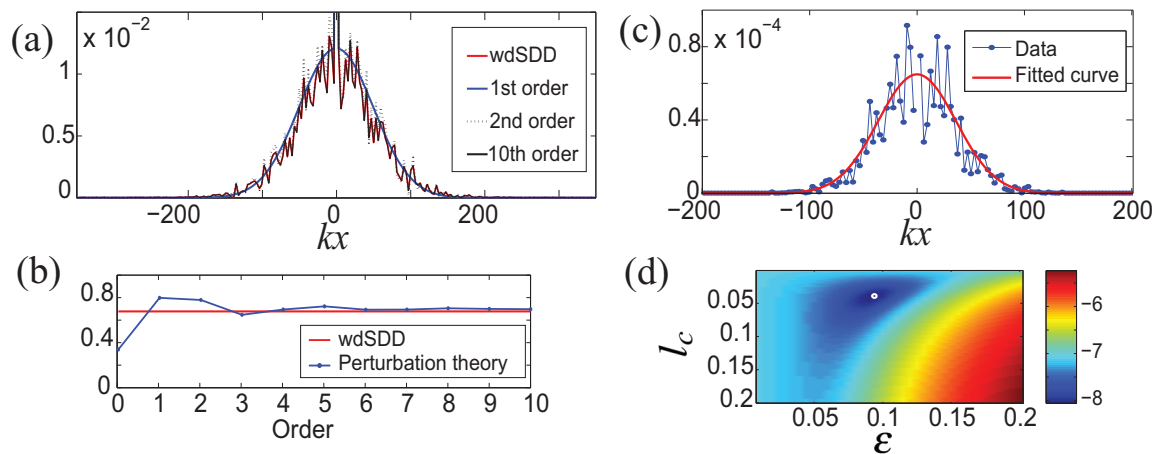 (a)
x 10⁻²
1
0.5
0
−200
0
200
kx
wdSDD
1st order
2nd order
10th order
(b)
0.8
0.4
0
0
1
2
3
4
5
6
7
8
9
10
Order
wdSDD
Perturbation theory
(c)
x 10⁻⁴
0.8
0.4
0
−200
−100
0
100
200
kx
Data
Fitted curve
(d)
0.05
0.1
0.15
0.2
l_c
0.05
0.1
0.15
0.2
ε
−6
−7
−8